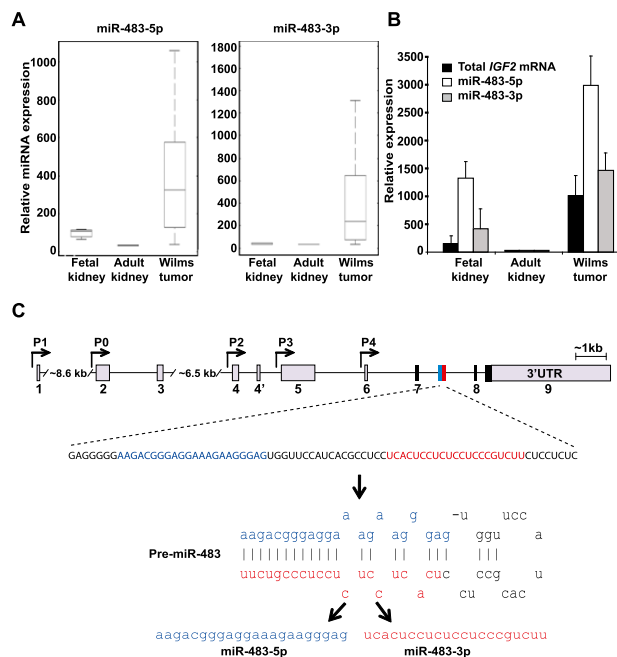 A
B
miR-483-5p
miR-483-3p
Relative miRNA expression
1000
800
600
400
200
0
1800
1600
1400
1200
1000
800
600
400
200
0
Fetal kidney
Adult kidney
Wilms tumor
Fetal kidney
Adult kidney
Wilms tumor
Relative expression
3500
3000
2500
2000
1500
1000
500
0
Total IGF2 mRNA
miR-483-5p
miR-483-3p
Fetal kidney
Adult kidney
Wilms tumor
C
P1
P0
P2
P3
P4
~1kb
~8.6 kb
~6.5 kb
3'UTR
1
2
3
4
4'
5
6
7
8
9
GAGGGGGAAGACGGGAGGAAAGAAGGGAGUGGUUCCAUCACGCCUCCUCACUCCUCUCCUCCCGUCUUCUCCUCUC
a a g -u u ucc
aagacgggagga ag ag gag ggu a
Pre-miR-483
uucugcccuccu uc uc cuc ccg u
c c a cu cac
aagacgggaggaaagaagggag ucacuccucuccucccgucuu
miR-483-5p
miR-483-3p